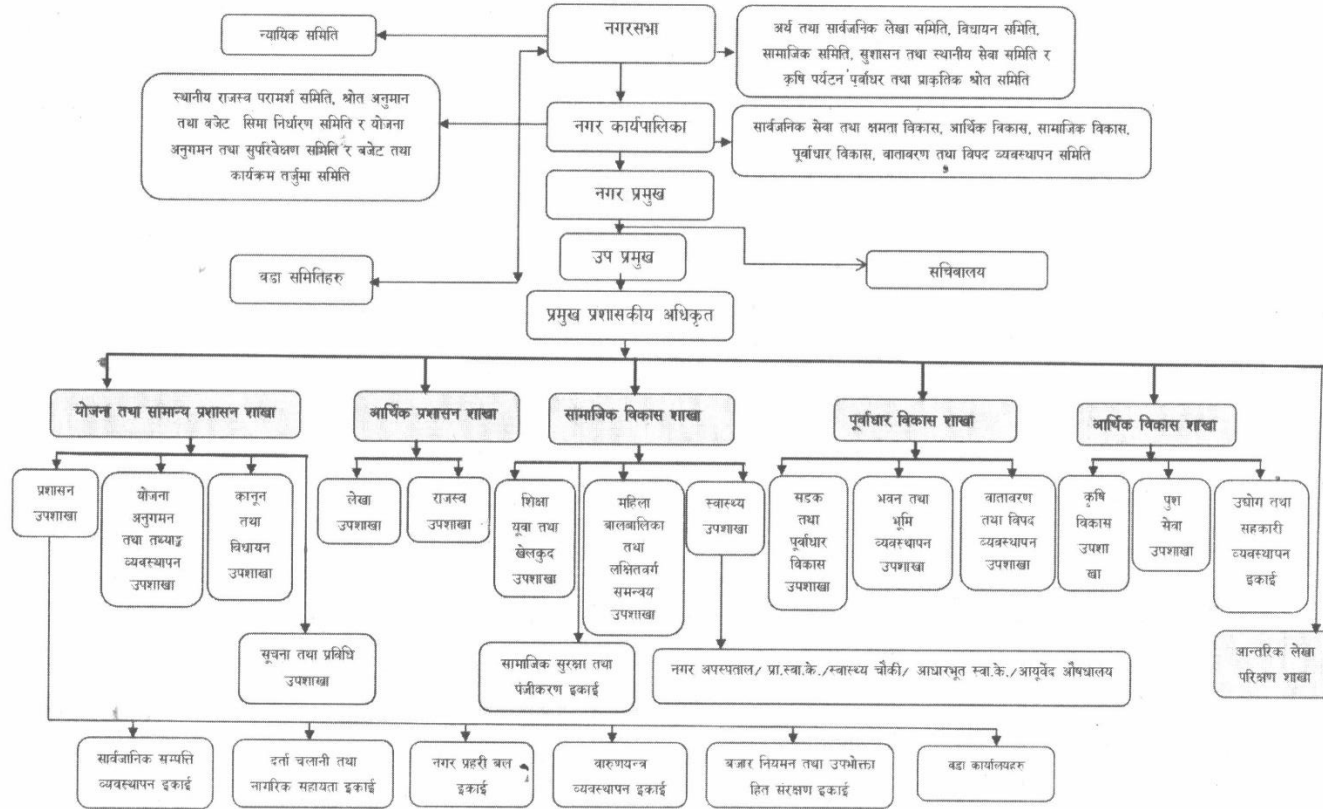 नगरसभा
न्यायिक समिति
अर्थ तथा सार्वजनिक लेखा समिति, विधायन समिति,
सामाजिक समिति, सुशासन तथा स्थानीय सेवा समिति र
कृषि पर्यटन पूर्वाधर तथा प्राकृतिक श्रोत समिति
स्थानीय राजस्व परामर्श समिति, श्रोत अनुमान
तथा बजेट सिमा निर्धारण समिति र योजना
अनुगमन तथा सुपरिवेक्षण समिति र बजेट तथा
कार्यक्रम तर्जुमा समिति
नगर कार्यपालिका
सार्वजनिक सेवा तथा क्षमता विकास, आर्थिक विकास, सामाजिक विकास,
पूर्वाधार विकास, वातावरण तथा विपद व्यवस्थापन समिति
नगर प्रमुख
उप प्रमुख
वडा समितिहरु
सचिबालय
प्रमुख प्रशासकीय अधिकृत
योजना तथा सामान्य प्रशासन शाखा
आर्थिक प्रशासन शाखा
सामाजिक विकास शाखा
पूर्वाधार विकास शाखा
आर्थिक विकास शाखा
प्रशासन
उपशाखा
योजना
अनुगमन
तथा तथ्याङ्क
व्यवस्थापन
उपशाखा
कानून
तथा
विधायन
उपशाखा
लेखा
उपशाखा
राजस्व
उपशाखा
शिक्षा
यूवा तथा
खेलकुद
उपशाखा
महिला
बालबालिका
तथा
लक्षितवर्ग
समन्वय
उपशाखा
स्वास्थ्य
उपशाखा
सडक
तथा
पूर्वाधार
विकास
उपशाखा
भवन तथा
भूमि
व्यवस्थापन
उपशाखा
वातावरण
तथा विपद
व्यवस्थापन
उपशाखा
कृषि
विकास
उपशा
खा
पुश
सेवा
उपशाखा
उद्योग तथा
सहकारी
व्यवस्थापन
इकाई
सूचना तथा प्रविधि
उपशाखा
सामाजिक सुरक्षा तथा
पंजीकरण इकाई
नगर अपस्पताल/ प्रा.स्वा.के./स्वास्थ्य चौकी/ आधारभूत स्वा.के./आयूर्वेद औषधालय
आन्तरिक लेखा
परिक्षण शाखा
सार्वजानिक सम्पत्ति
व्यवस्थापन इकाई
दर्ता चलानी तथा
नागरिक सहायता इकाई
नगर प्रहरी बल
इकाई
वारुणयन्त्र
व्यवस्थापन इकाई
बजार नियमन तथा उपभोक्ता
हित संरक्षण इकाई
वडा कार्यालयहरु